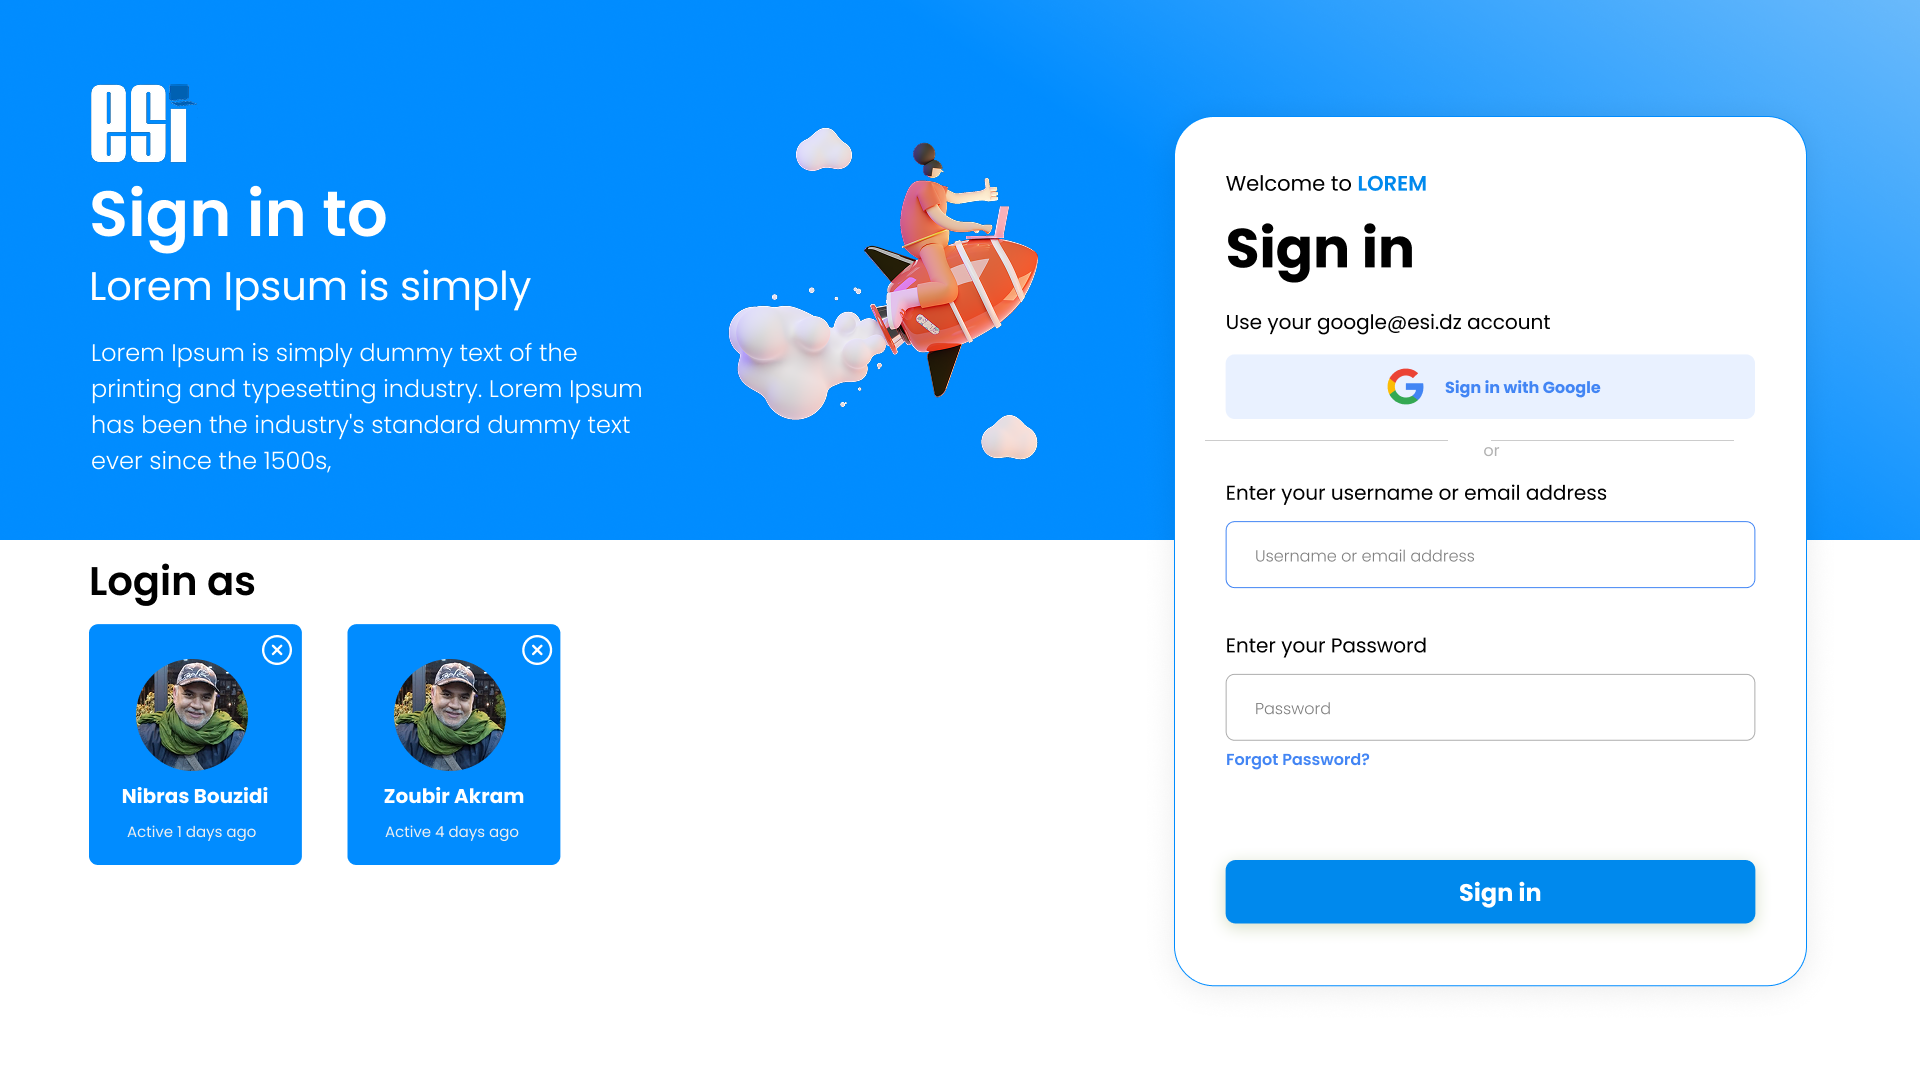 esi
Sign in to
Lorem Ipsum is simply
Lorem Ipsum is simply dummy text of the
printing and typesetting industry. Lorem Ipsum
has been the industry's standard dummy text
ever since the 1500s,
Login as
Nibras Bouzidi
Active 1 days ago
Zoubir Akram
Active 4 days ago
Welcome to LOREM
Sign in
Use your google@esi.dz account
Sign in with Google
or
Enter your username or email address
Username or email address
Enter your Password
Password
Forgot Password?
Sign in